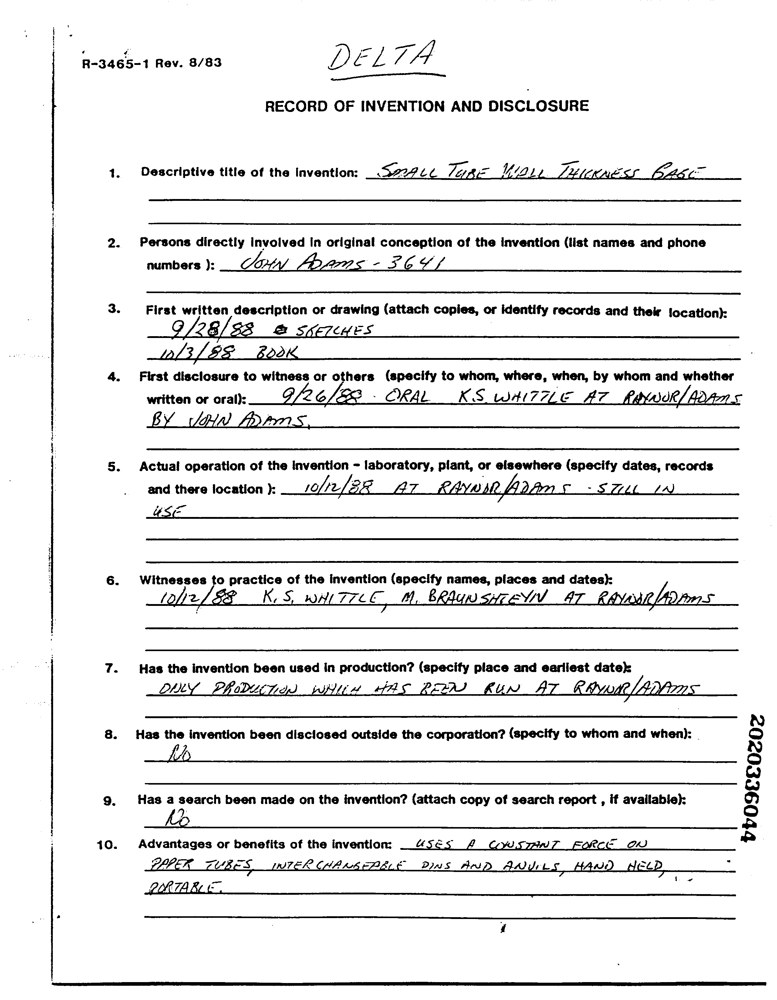 R-3465-1 Rev. 8/83
DELTA
RECORD OF INVENTION AND DISCLOSURE
1. Descriptive title of the invention: SMALL TUBE WALL THICKNESS GAGE
2. Persons directly involved in original conception of the invention (list names and phone
numbers ): JOHN ADAMS - 3641
3. First written description or drawing (attach copies, or identify records and their location):
9/28/88 SKETCHES
10/3/88 BOOK
4. First disclosure to witness or others (specify to whom, where, when, by whom and whether
written or oral): 9/26/88 - ORAL K.S. WHITTLE AT RAYNOR/ADAMS
BY JOHN ADAMS.
5. Actual operation of the invention - laboratory, plant, or elsewhere (specify dates, records
and there location ): 10/12/88 AT RAYNOR/ADAMS - STILL IN
USE
6. Witnesses to practice of the invention (specify names, places and dates):
10/12/88 K.S. WHITTLE, M. BRAUNSHTEYN AT RAYNOR/ADAMS
7. Has the invention been used in production? (specify place and earliest date):
ONLY PRODUCTION WHICH HAS BEEN RUN AT RAYNOR/ADAMS
8. Has the invention been disclosed outside the corporation? (specify to whom and when):
No
9. Has a search been made on the invention? (attach copy of search report , if available):
No
10. Advantages or benefits of the invention: USES A CONSTANT FORCE ON
PAPER TUBES, INTERCHANGEABLE PINS AND ANVILS, HAND HELD,
PORTABLE.
2020336044